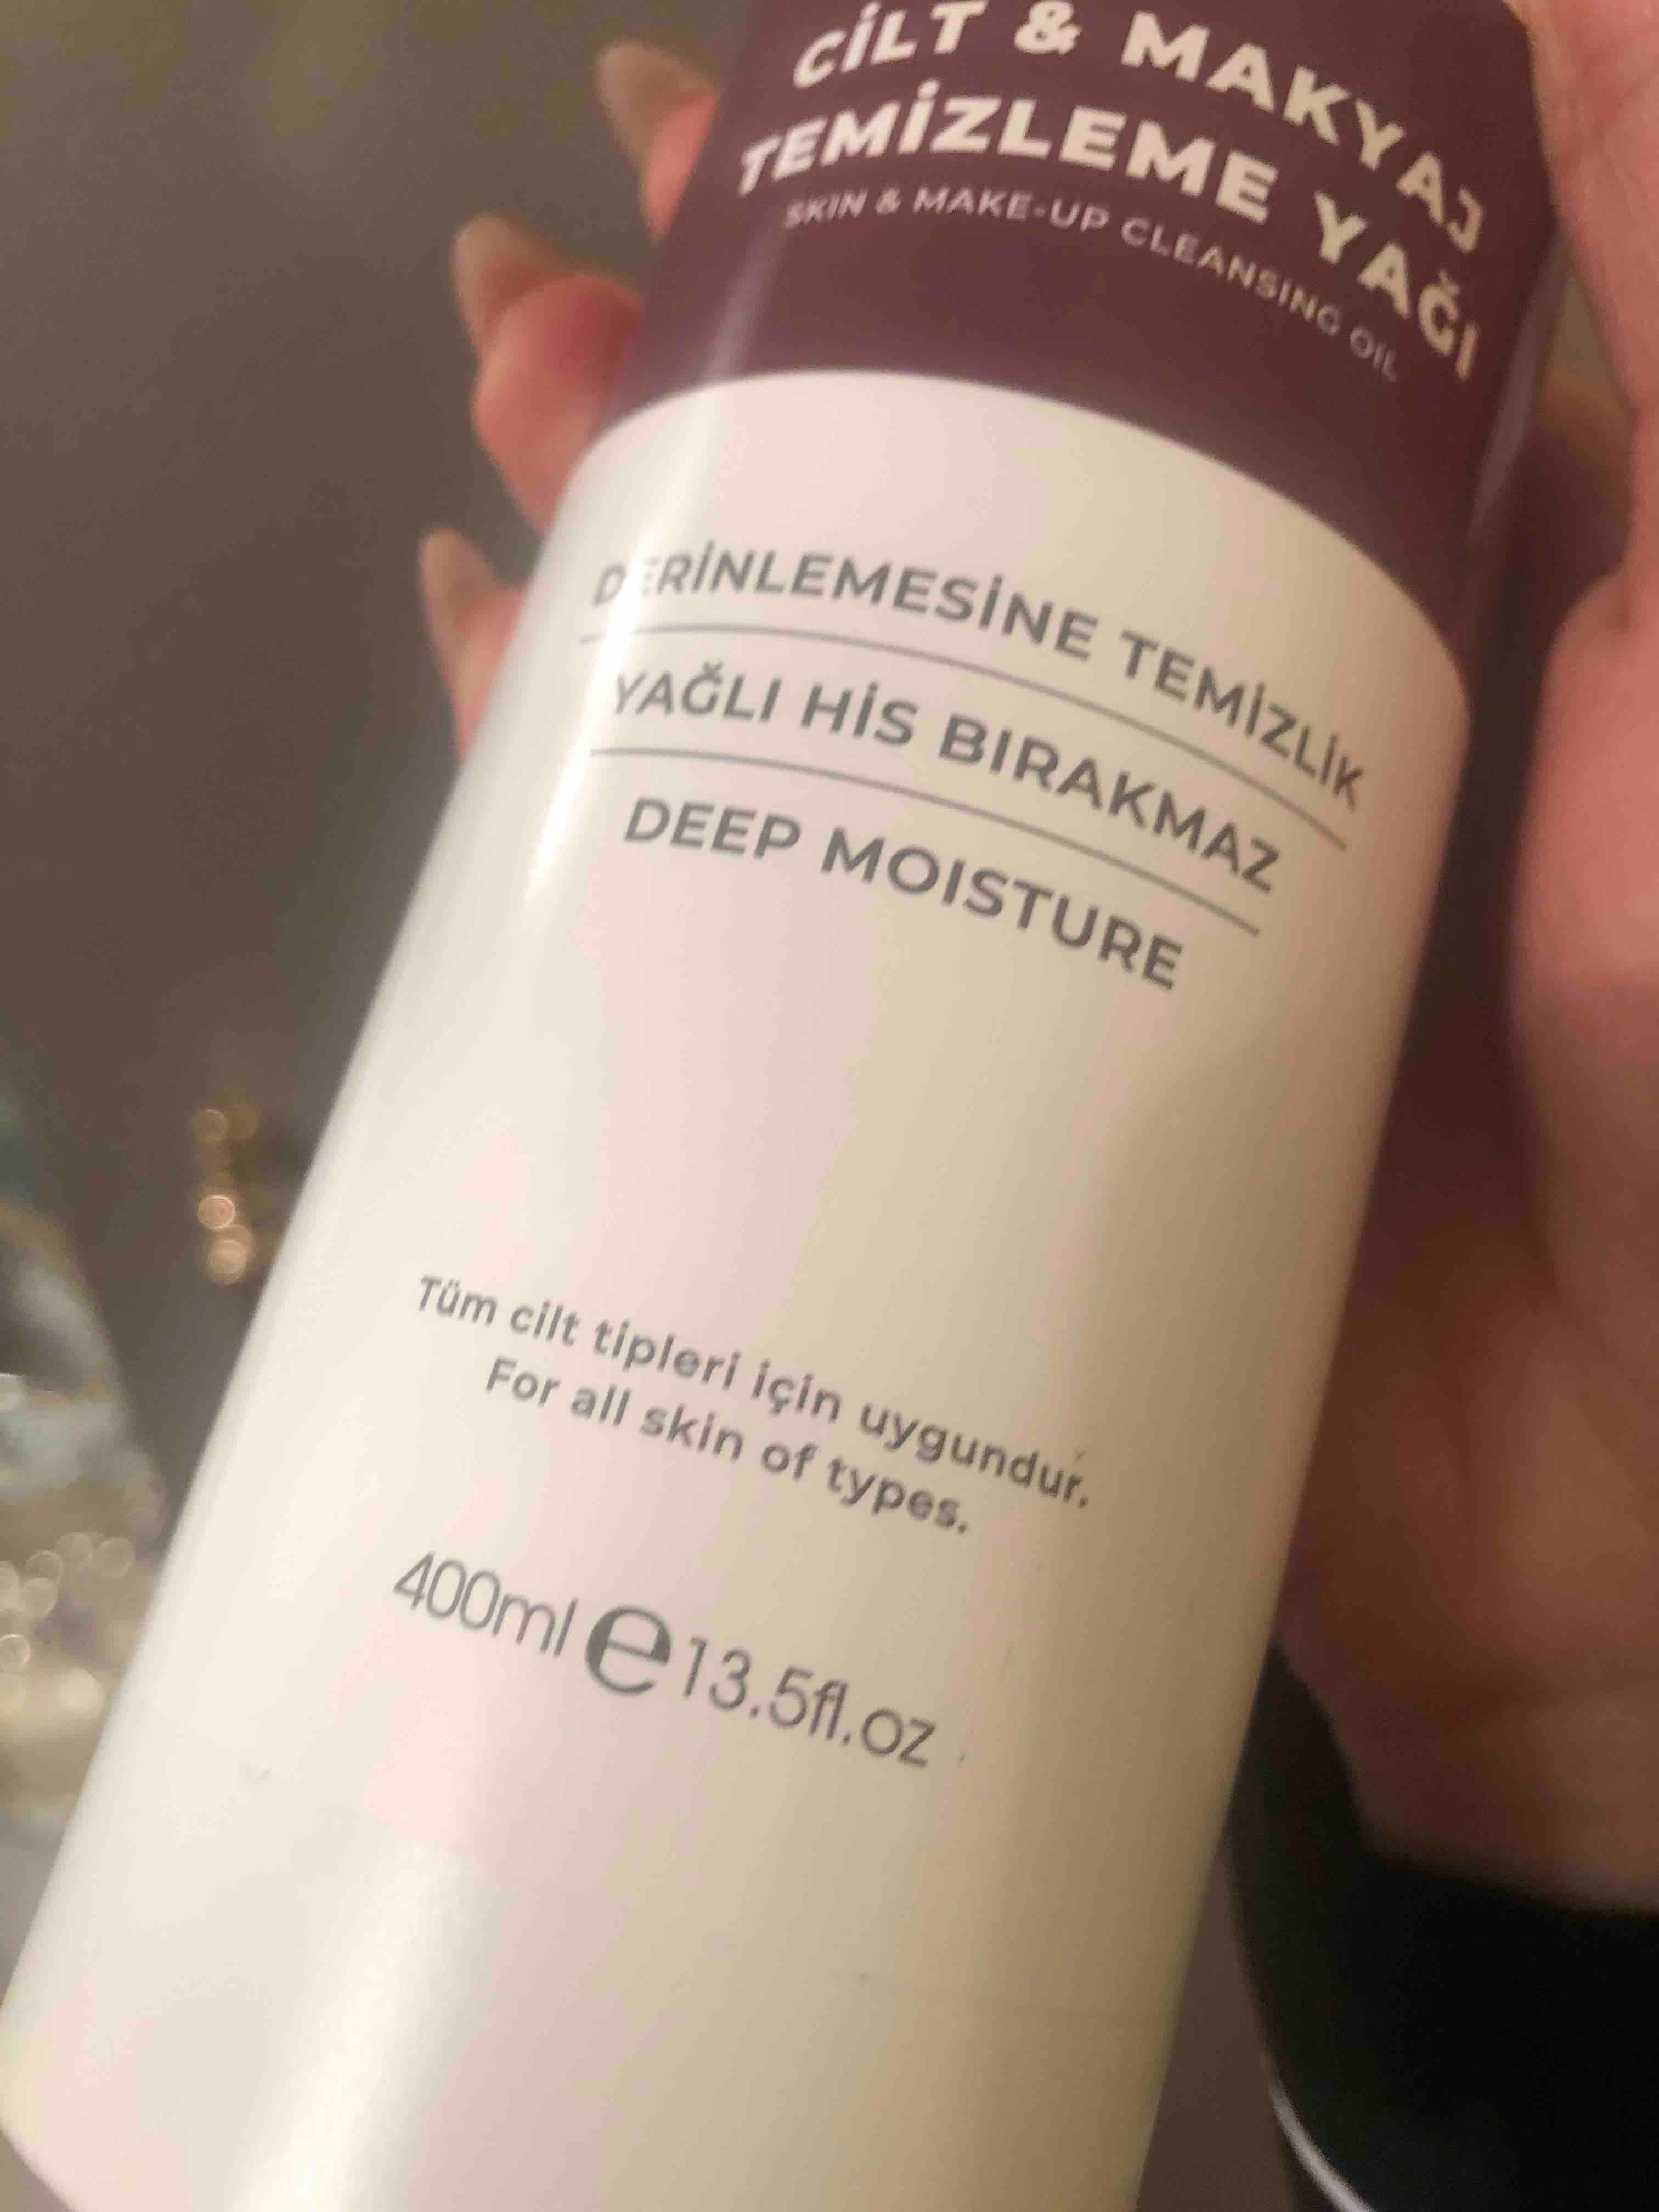 CİLT & MAKYAJ
TEMİZLEME YAĞI
SKIN & MAKE-UP CLEANSING OIL
DERİNLEMESİNE TEMİZLİK
YAĞLI HİS BIRAKMAZ
DEEP MOISTURE
Tüm cilt tipleri için uygundur.
For all skin of types.
400ml e 13.5fl.oz